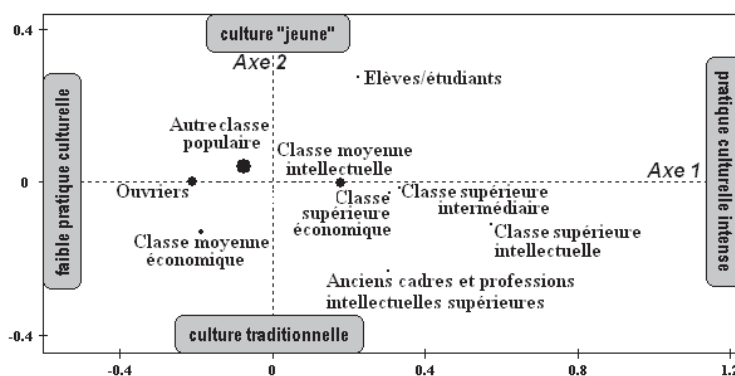 0.4
culture "jeune"
Axe 2
Elèves/étudiants
Autre classe
populaire
Classe moyenne
intellectuelle
Axe 1
0
Ouvriers
Classe
supérieure
économique
Classe supérieure
intermédiaire
Classe moyenne
économique
Classe supérieure
intellectuelle
Anciens cadres et professions
intellectuelles supérieures
faible pratique culturelle
pratique
culturelle intense
culture traditionnelle
-0.4
-0.4
0
0.4
0.8
1.2